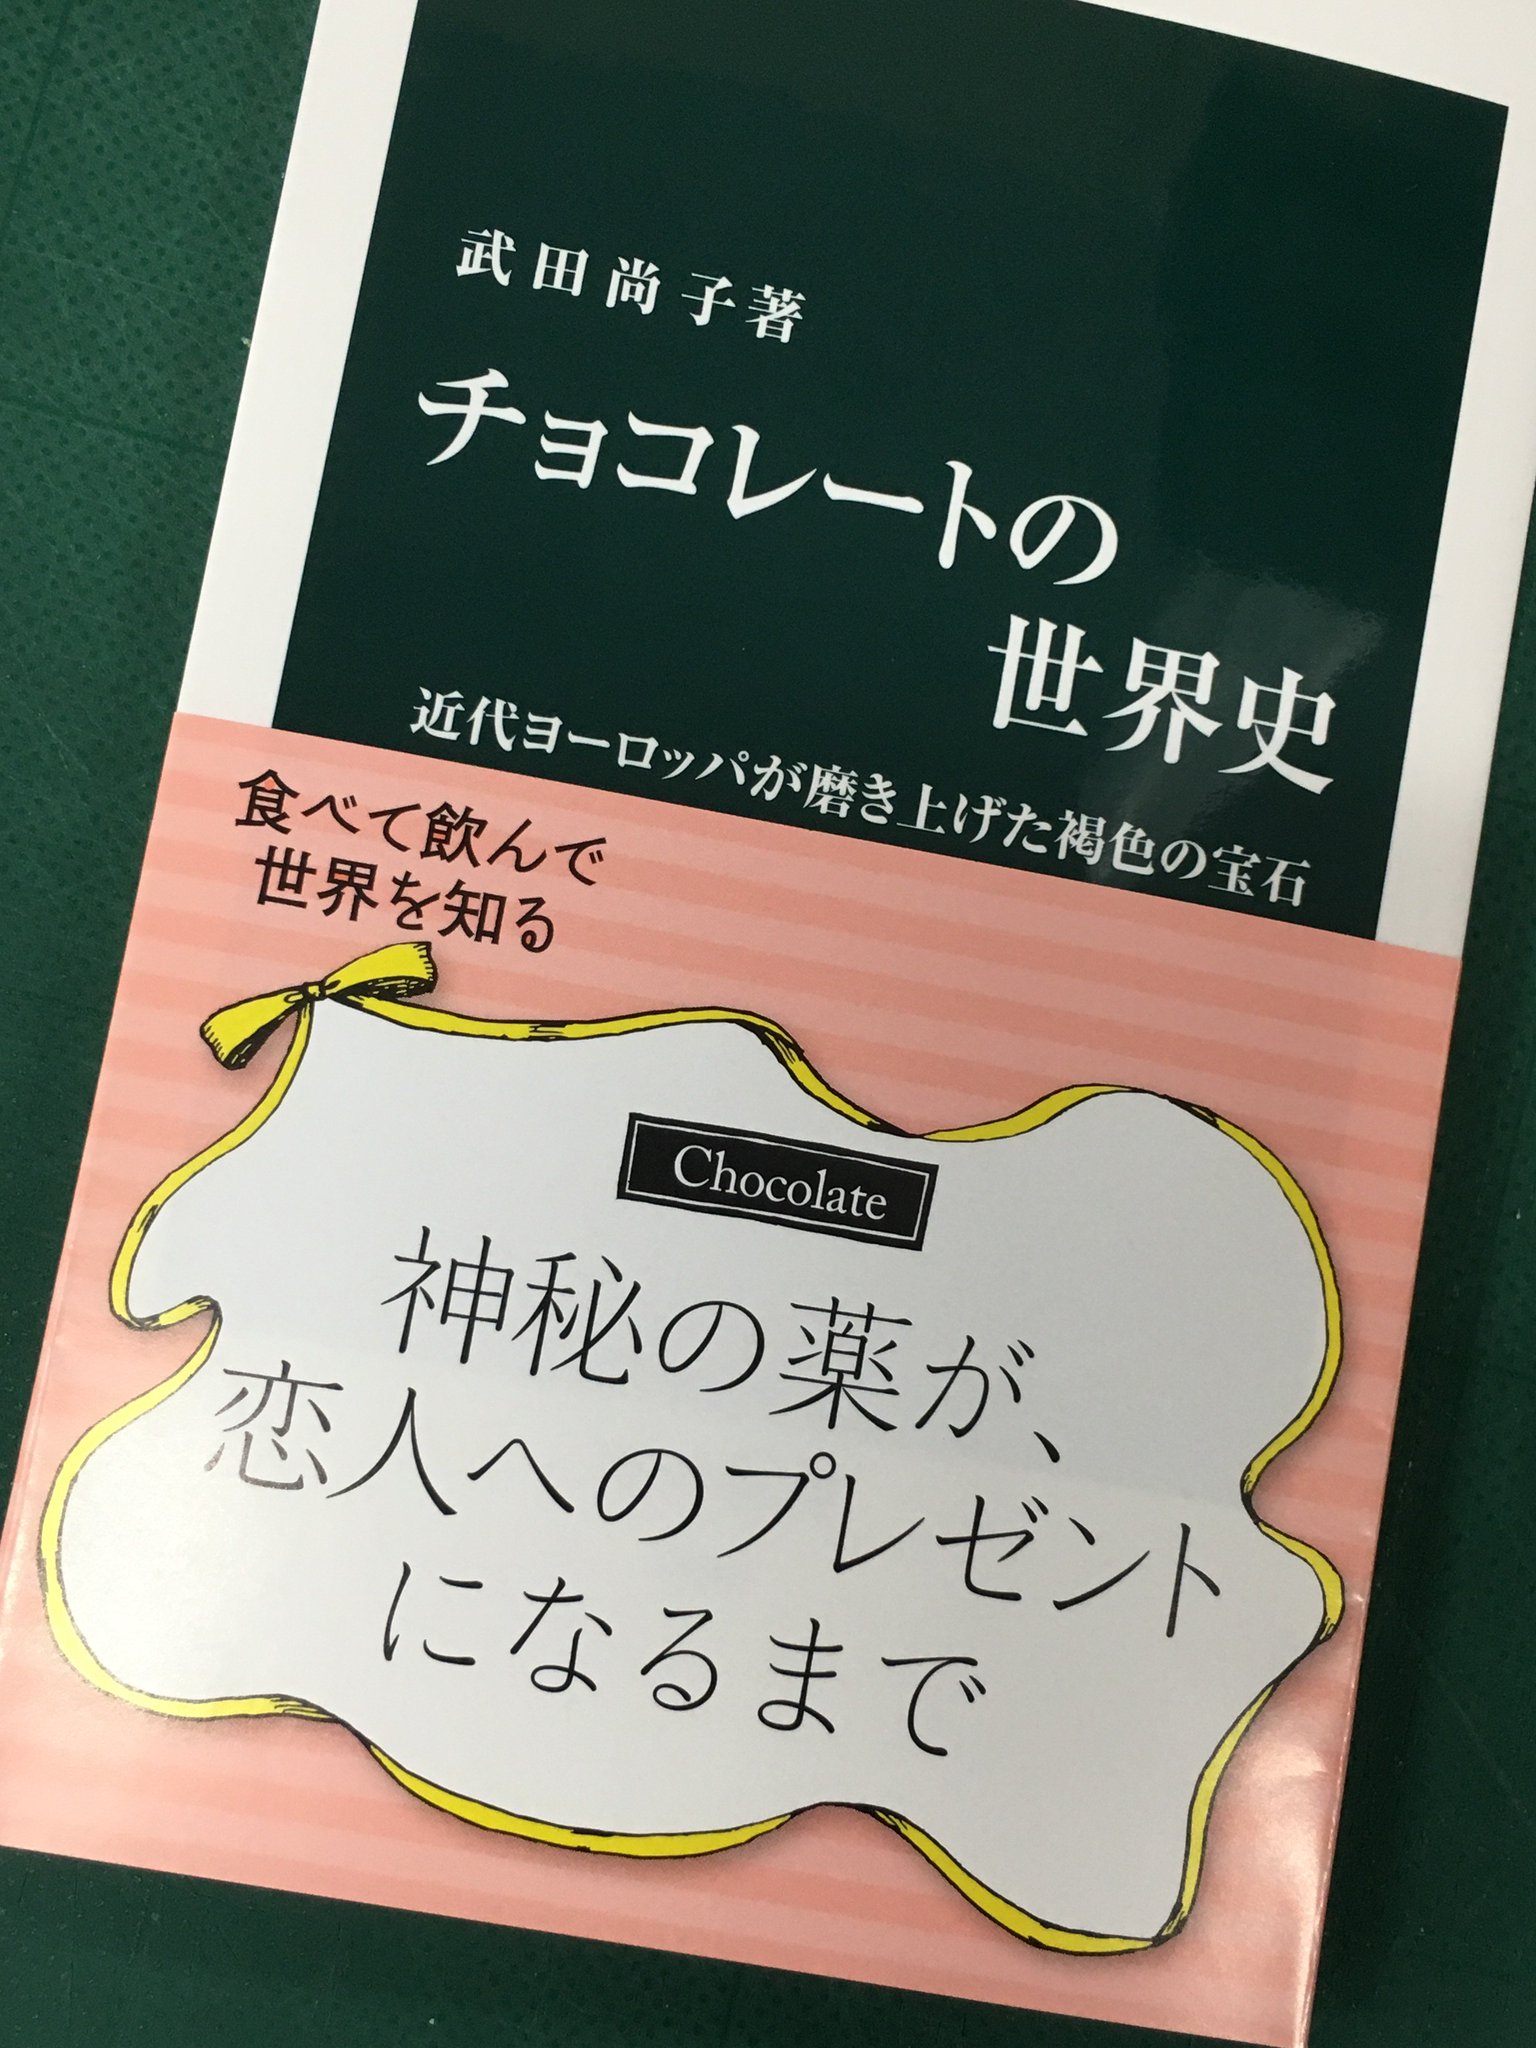 武田尚子著
チョコレートの
世界史
近代ヨーロッパが磨き上げた褐色の宝石
食べて飲んで
世界を知る
Chocolate
神秘の薬が、
恋人へのプレゼント
になるまで